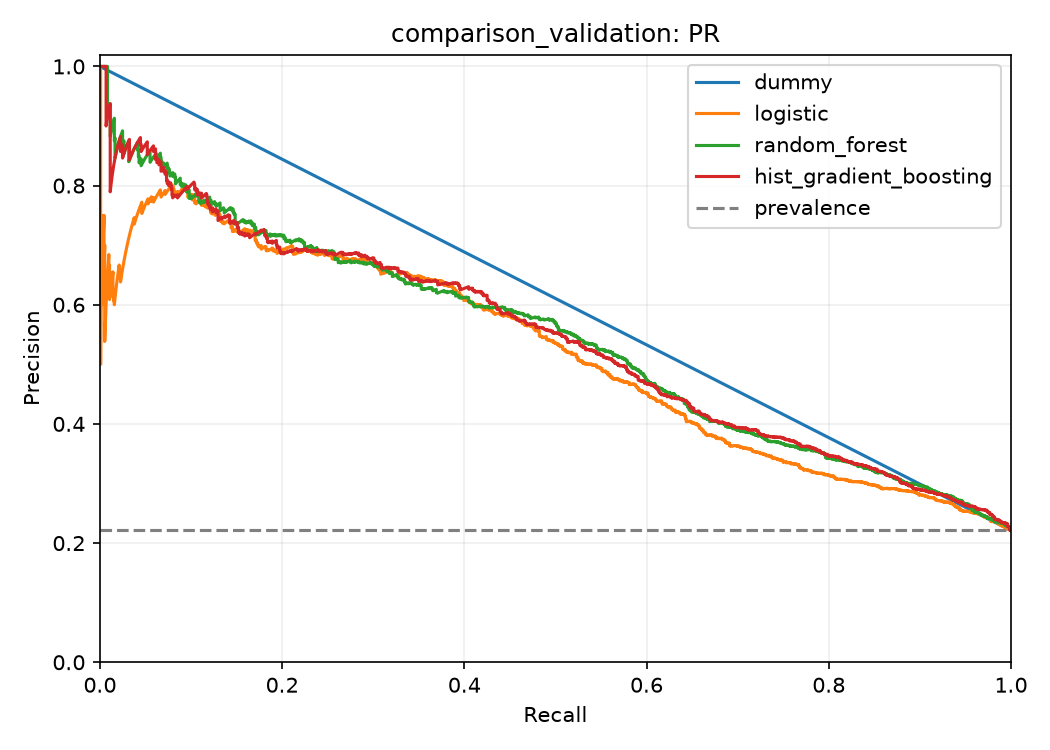 comparison_validation: PR
dummy
logistic
random_forest
hist_gradient_boosting
prevalence
Precision
1.0
0.8
0.6
0.4
0.2
0.0
0.0 0.2 0.4 0.6 0.8 1.0
Recall